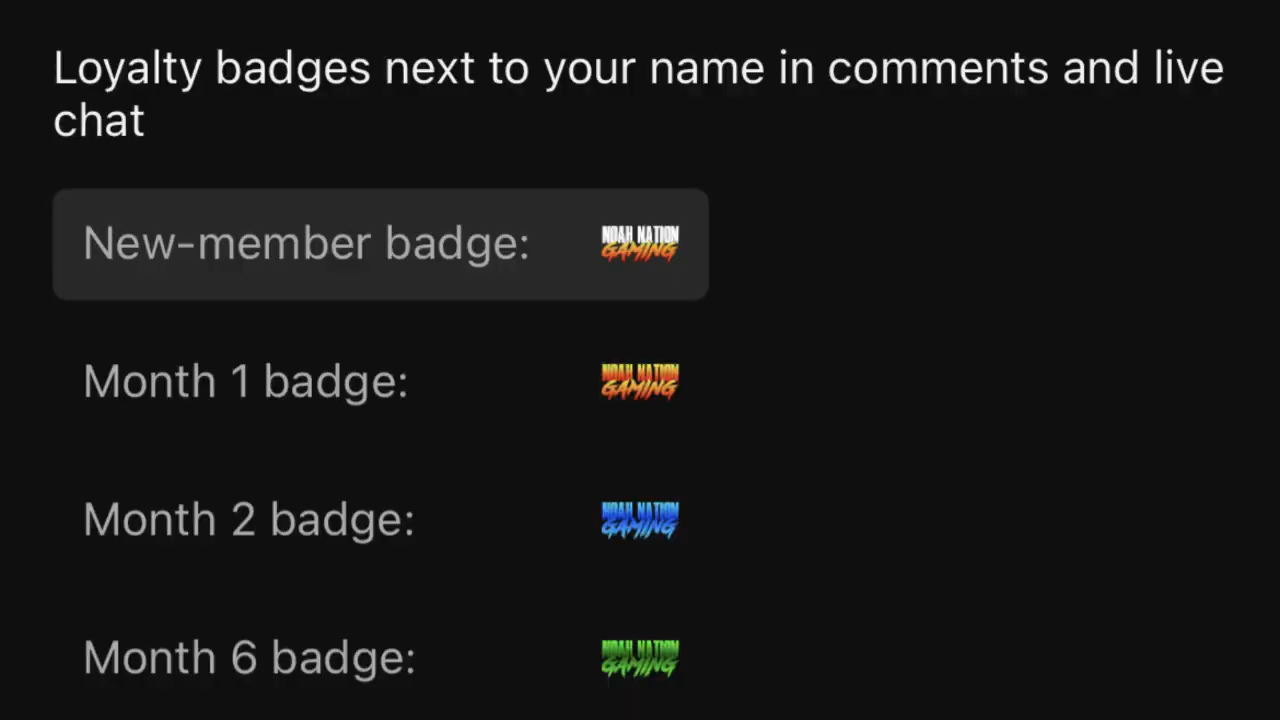 Loyalty badges next to your name in comments and live
chat
New-member badge:
NOAH NATION
GAMING
Month 1 badge:
NOAH NATION
GAMING
Month 2 badge:
NOAH NATION
GAMING
Month 6 badge:
NOAH NATION
GAMING